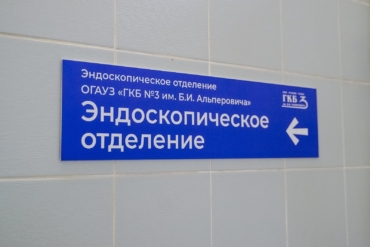 Эндоскопическое отделение
ОГАУЗ «ГКБ №3 им. Б.И. Альперовича»
Эндоскопическое
отделение
ГКБ 3